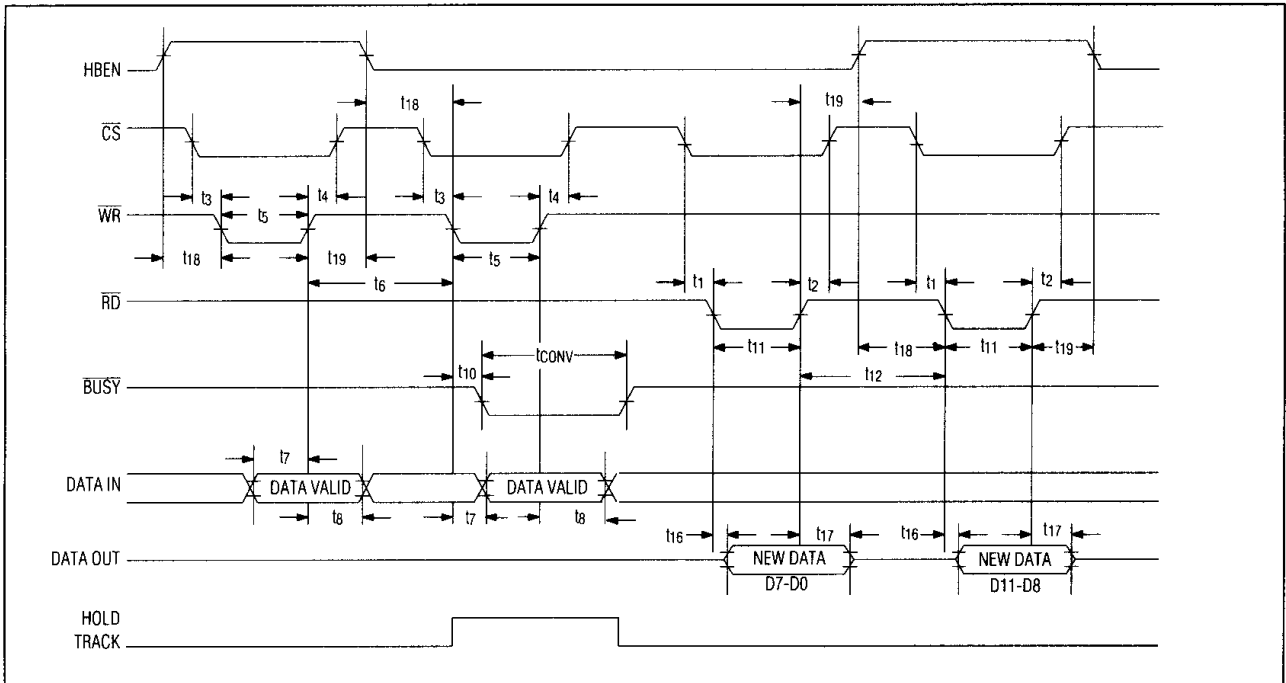 HBEN
t18
t19
CS
t3
t4
t3
t4
WR
t5
t18
t19
t5
t6
t1
t2
t1
t2
RD
t11
t18
t11
t19
tCONV
t10
t12
BUSY
t7
DATA IN
DATA VALID
DATA VALID
t8
t7
t8
t16
t17
t16
t17
DATA OUT
NEW DATA
NEW DATA
D7-D0
D11-D8
HOLD
TRACK